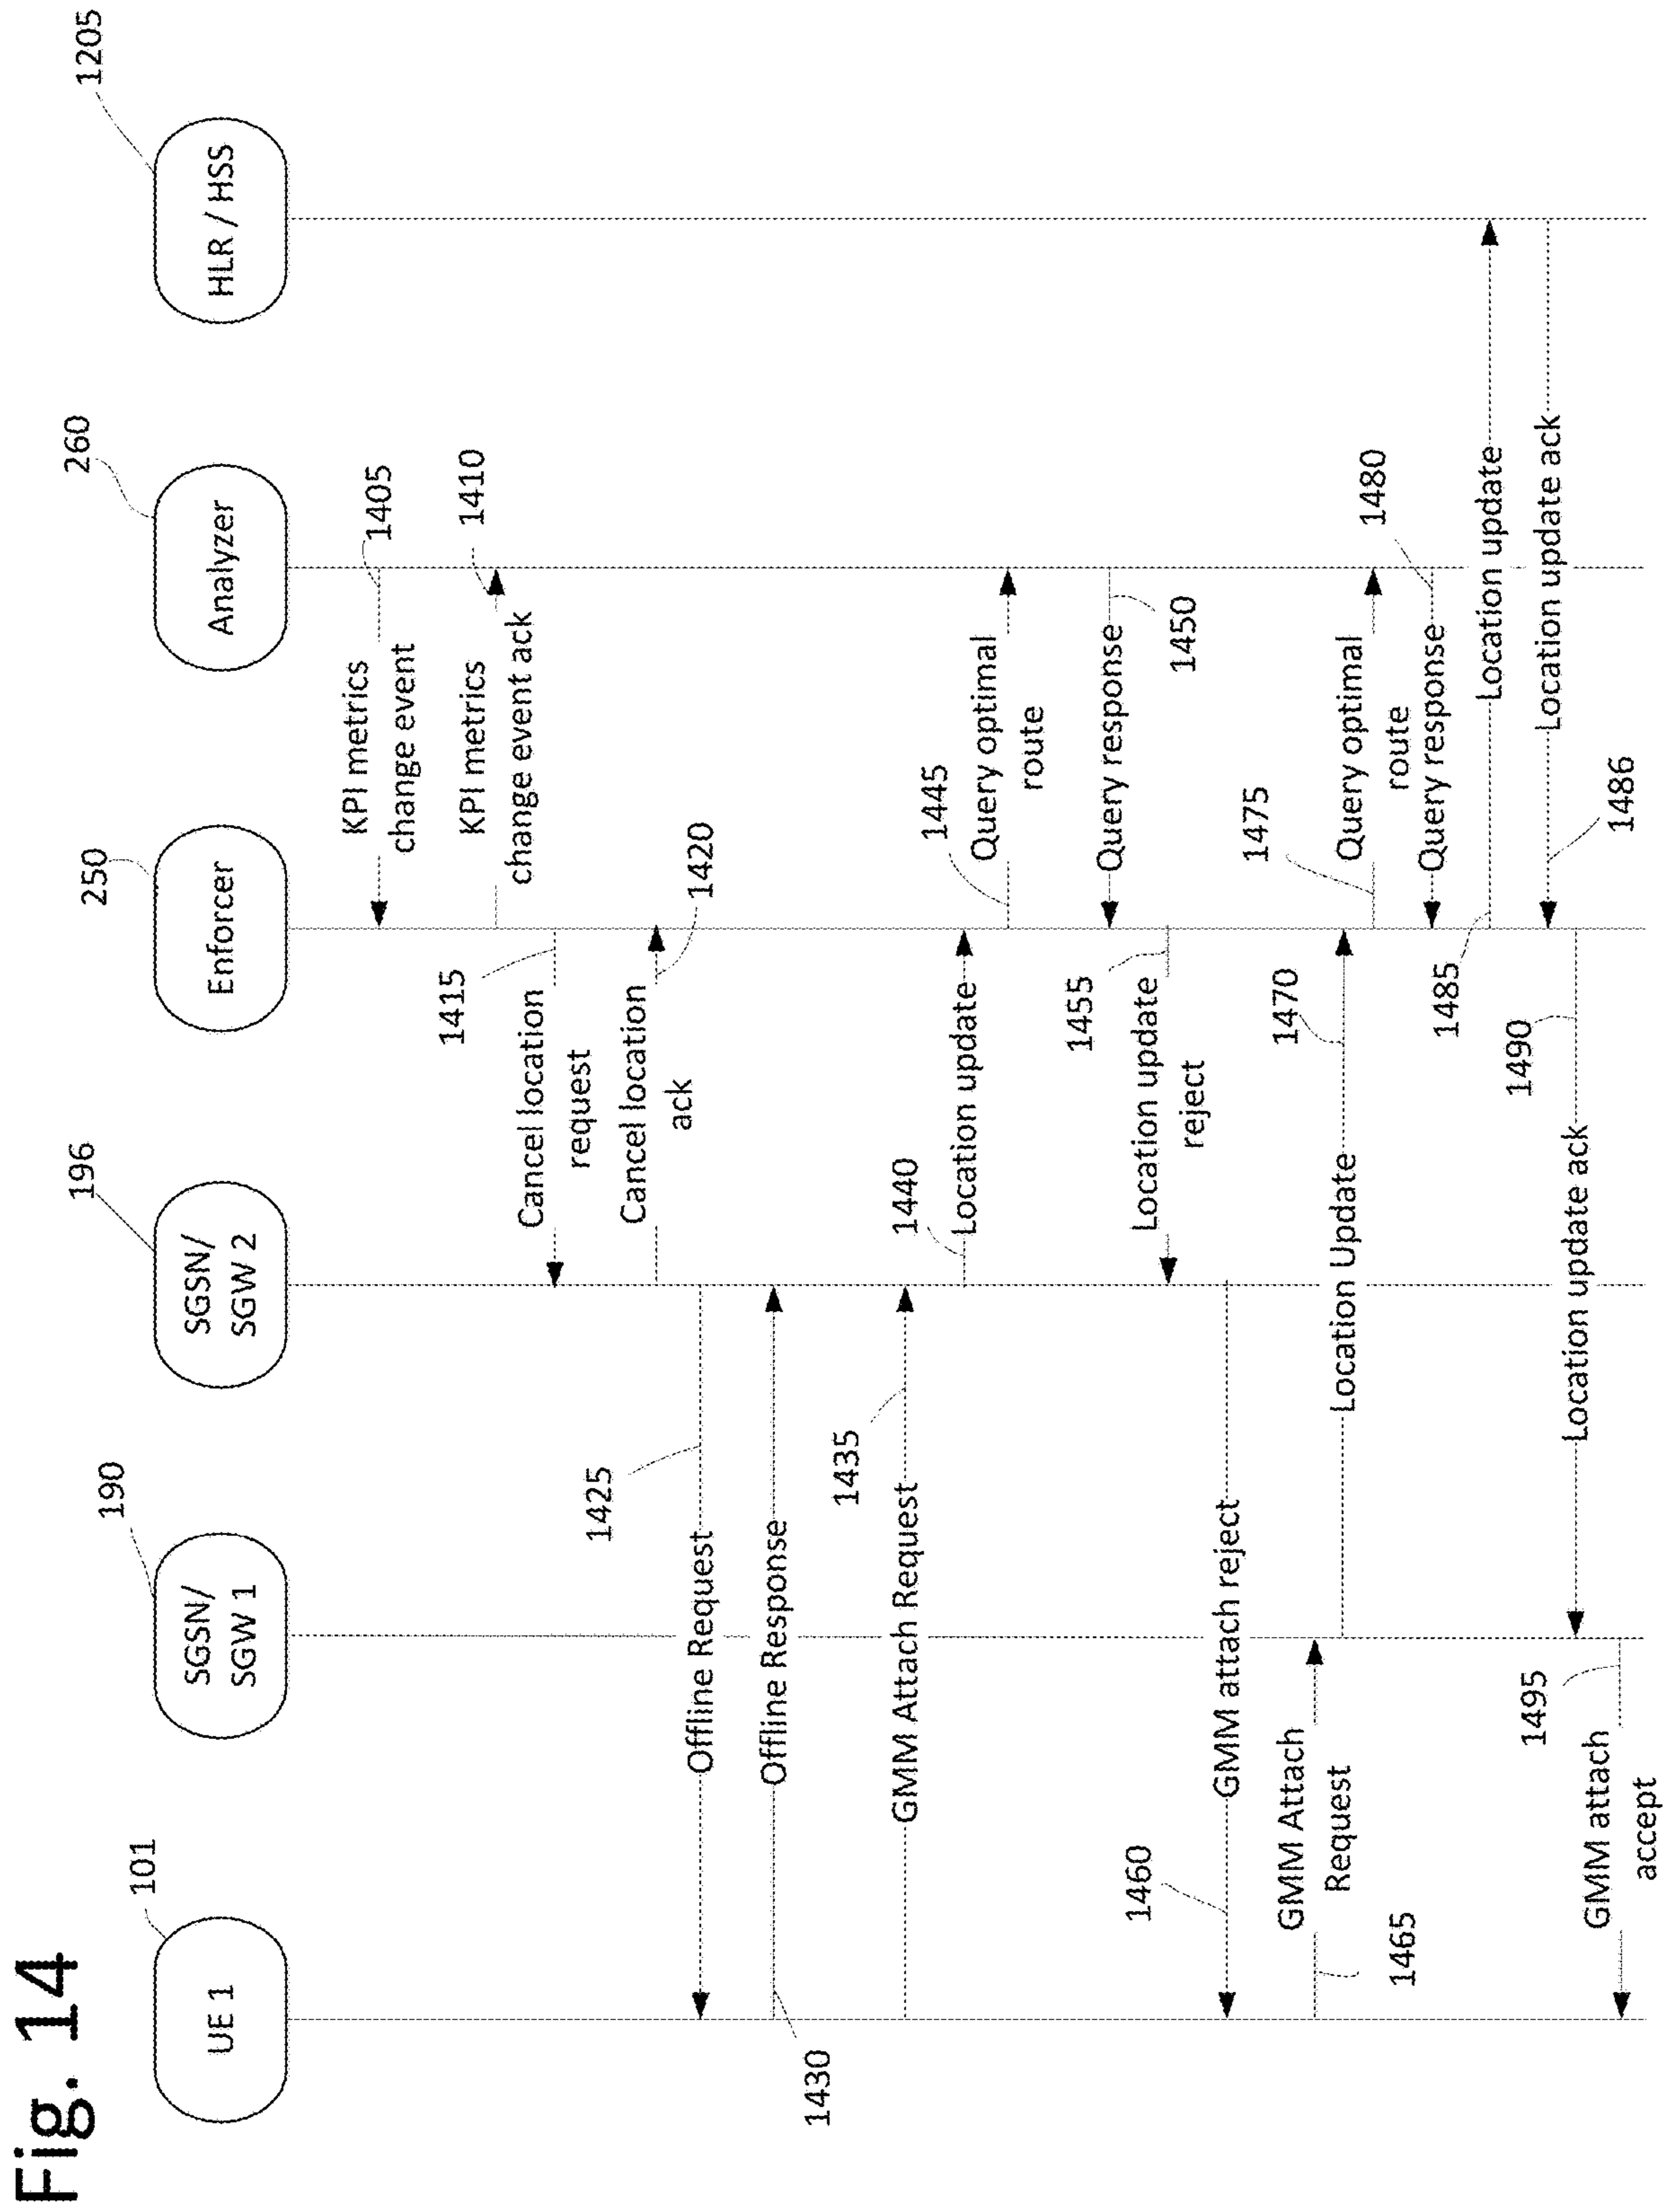 Fig. 14
101
190
196
250
260
1205
UE 1
SGSN/
SGW 1
SGSN/
SGW 2
Enforcer
Analyzer
HLR / HSS
KPI metrics
change event
1405
KPI metrics
change event ack
1410
1415
Cancel location
request
Cancel location
ack
1420
1425
Offline Request
Offline Response
1430
1435
GMM Attach Request
1440
Location update
1445
Query optimal
route
Query response
1450
1455
Location update
reject
1460
GMM attach reject
GMM Attach
Request
1465
1470
Location Update
1475
Query optimal
route
1480
Query response
1485
Location update
Location update ack
1486
1490
Location update ack
1495
GMM attach
accept